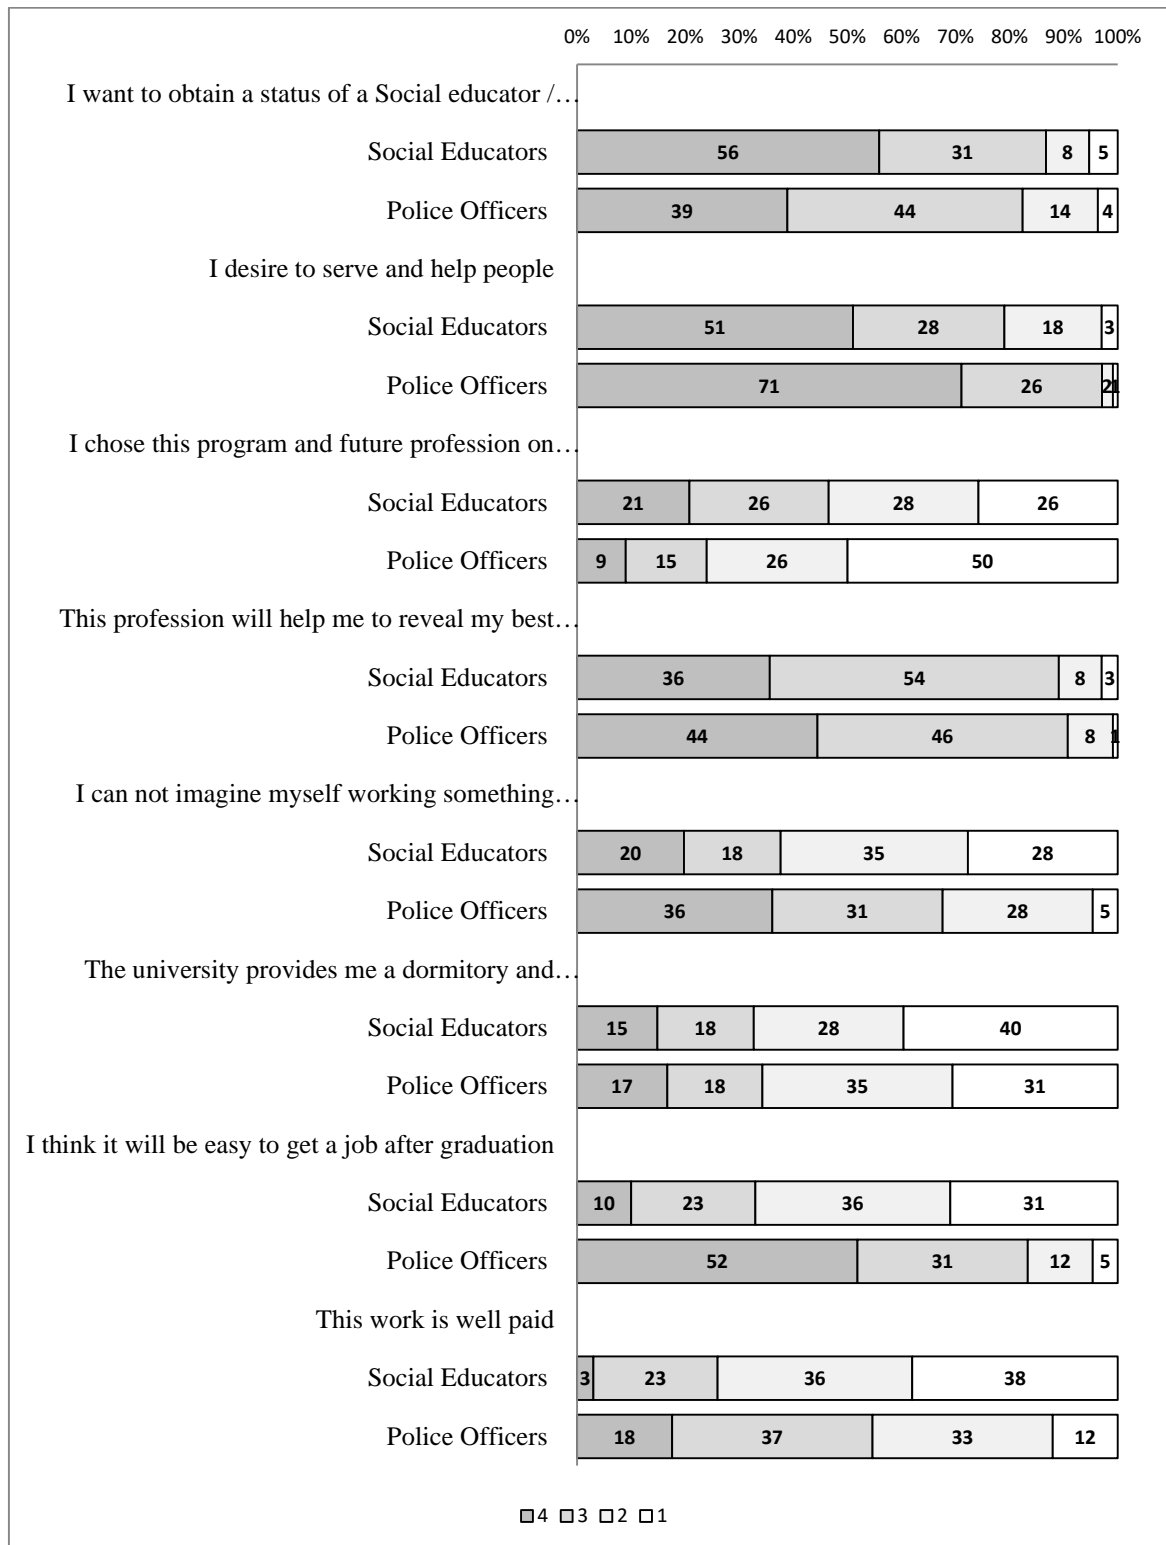 0% 10% 20% 30% 40% 50% 60% 70% 80% 90% 100%
I want to obtain a status of a Social educator /…
Social Educators 56 31 8 5
Police Officers 39 44 14 4
I desire to serve and help people
Social Educators 51 28 18 3
Police Officers 71 26 2 1
I chose this program and future profession on…
Social Educators 21 26 28 26
Police Officers 9 15 26 50
This profession will help me to reveal my best…
Social Educators 36 54 8 3
Police Officers 44 46 8 1
I can not imagine myself working something…
Social Educators 20 18 35 28
Police Officers 36 31 28 5
The university provides me a dormitory and…
Social Educators 15 18 28 40
Police Officers 17 18 35 31
I think it will be easy to get a job after graduation
Social Educators 10 23 36 31
Police Officers 52 31 12 5
This work is well paid
Social Educators 3 23 36 38
Police Officers 18 37 33 12
4 3 2 1